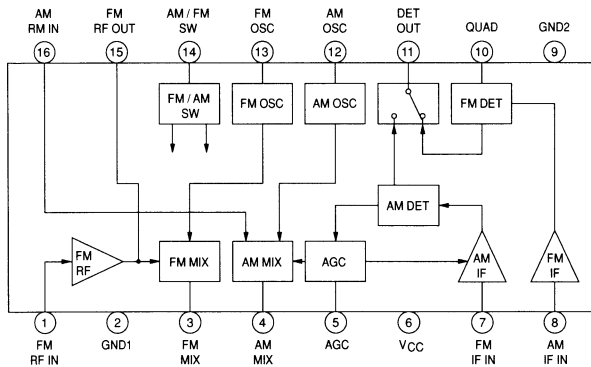 AM
RM IN
FM
RF OUT
AM / FM
SW
FM
OSC
AM
OSC
DET
OUT
QUAD
GND2
16
15
14
13
12
11
10
9
FM / AM
SW
FM OSC
AM OSC
FM DET
AM DET
FM
RF
FM MIX
AM MIX
AGC
AM
IF
FM
IF
1
2
3
4
5
6
7
8
FM
RF IN
GND1
FM
MIX
AM
MIX
AGC
VCC
FM
IF IN
AM
IF IN